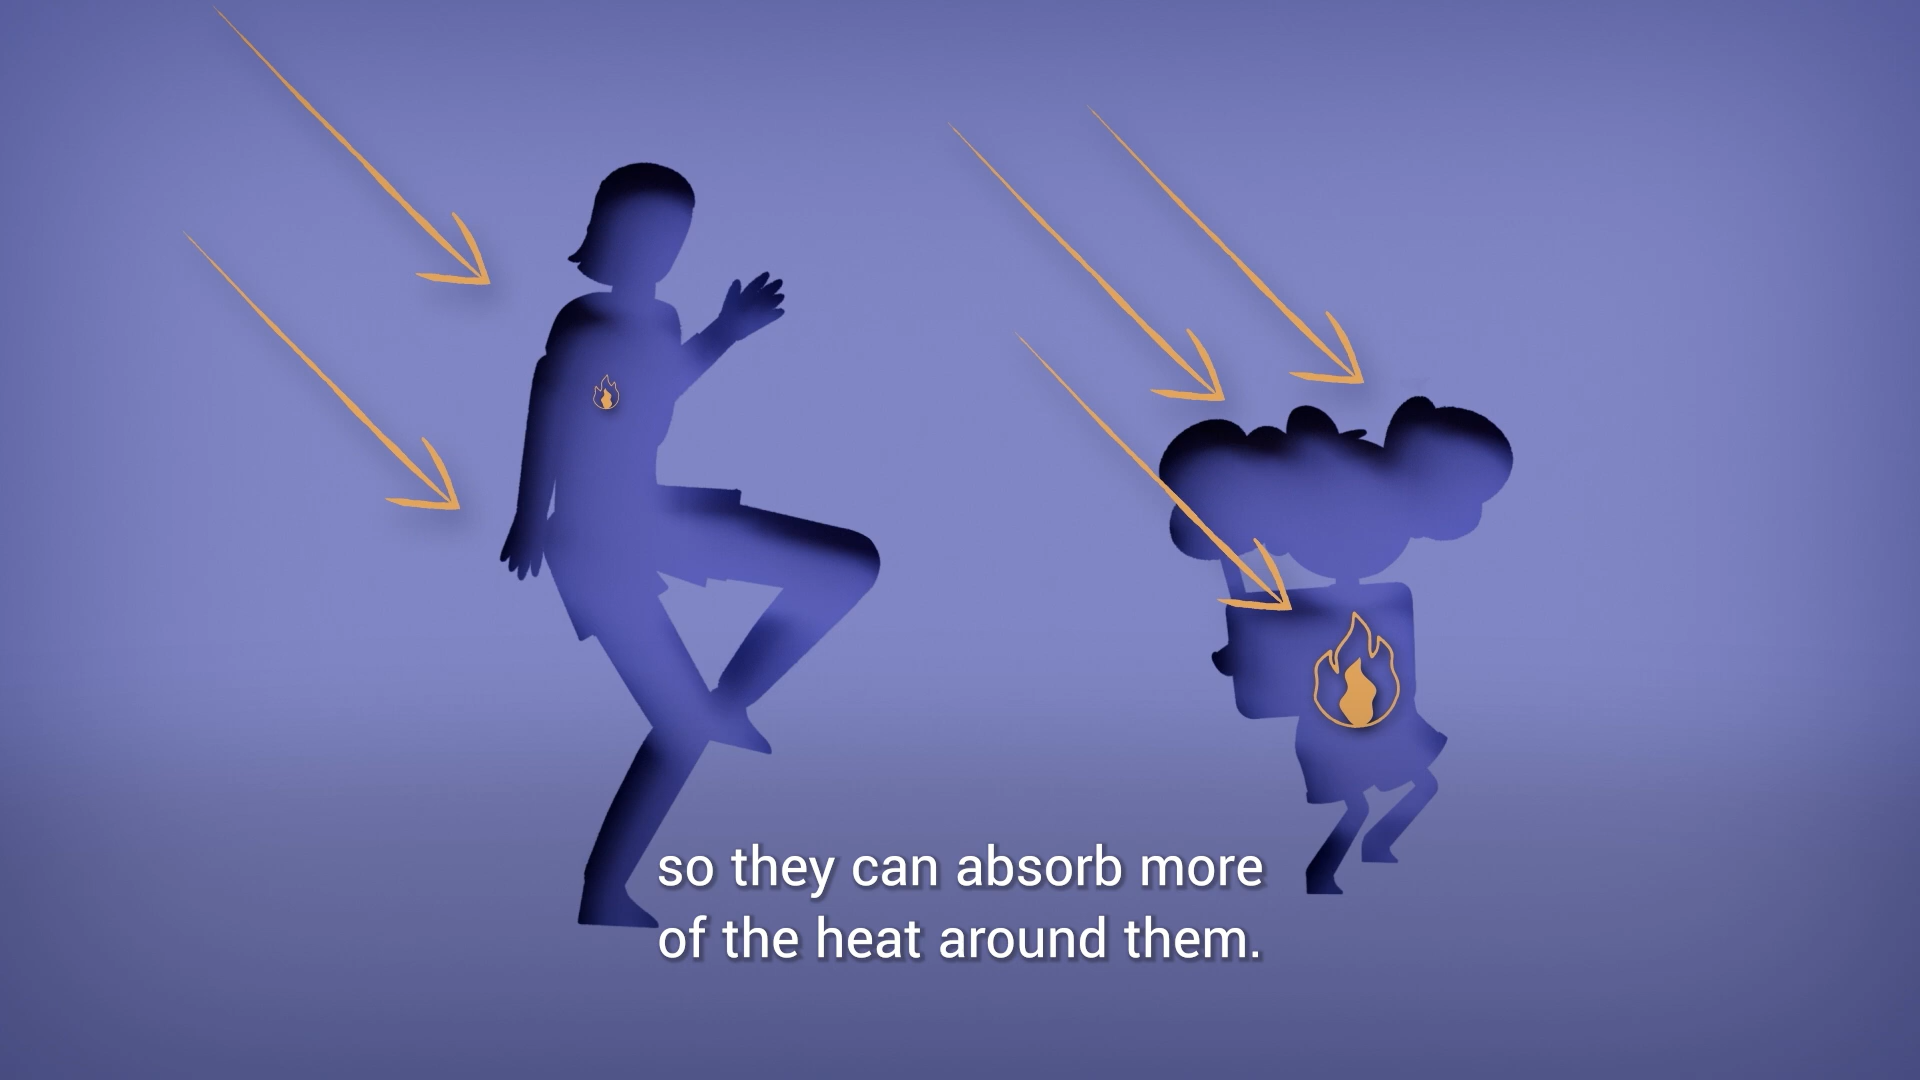 so they can absorb more
of the heat around them.